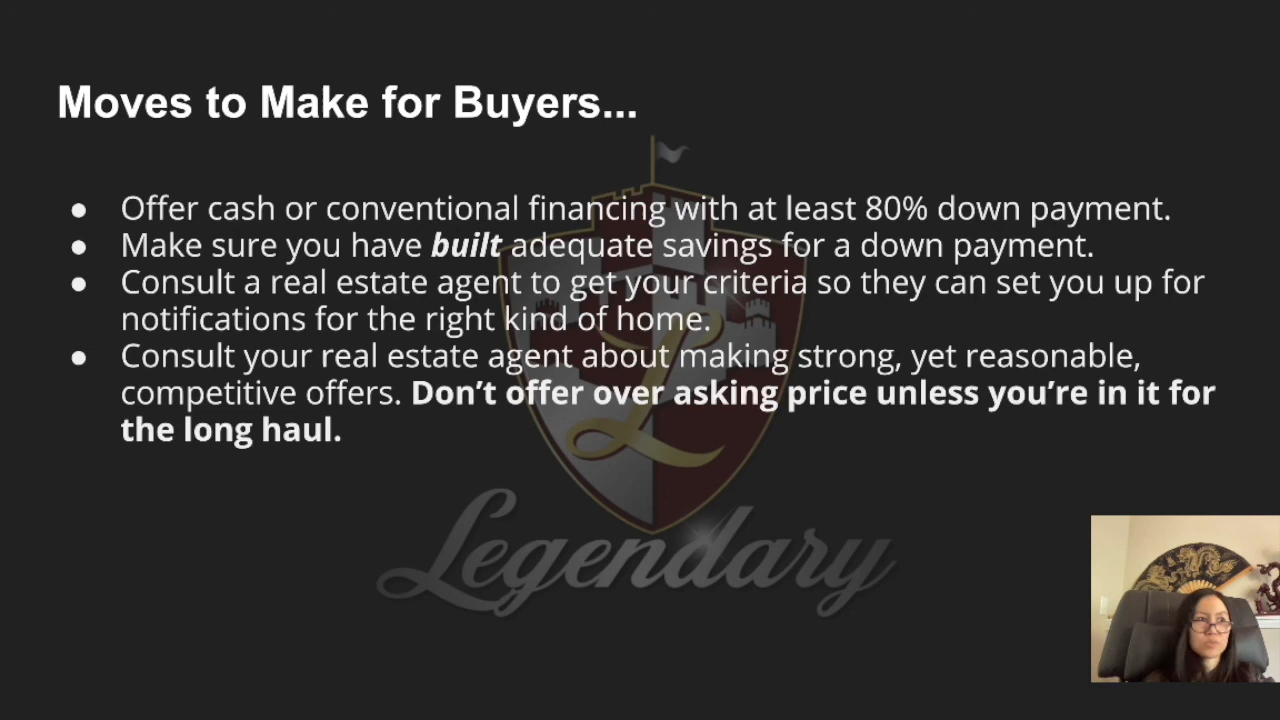 Moves to Make for Buyers...
● Offer cash or conventional financing with at least 80% down payment.
● Make sure you have built adequate savings for a down payment.
● Consult a real estate agent to get your criteria so they can set you up for
notifications for the right kind of home.
● Consult your real estate agent about making strong, yet reasonable,
competitive offers. Don’t offer over asking price unless you’re in it for
the long haul.
L
Legendary